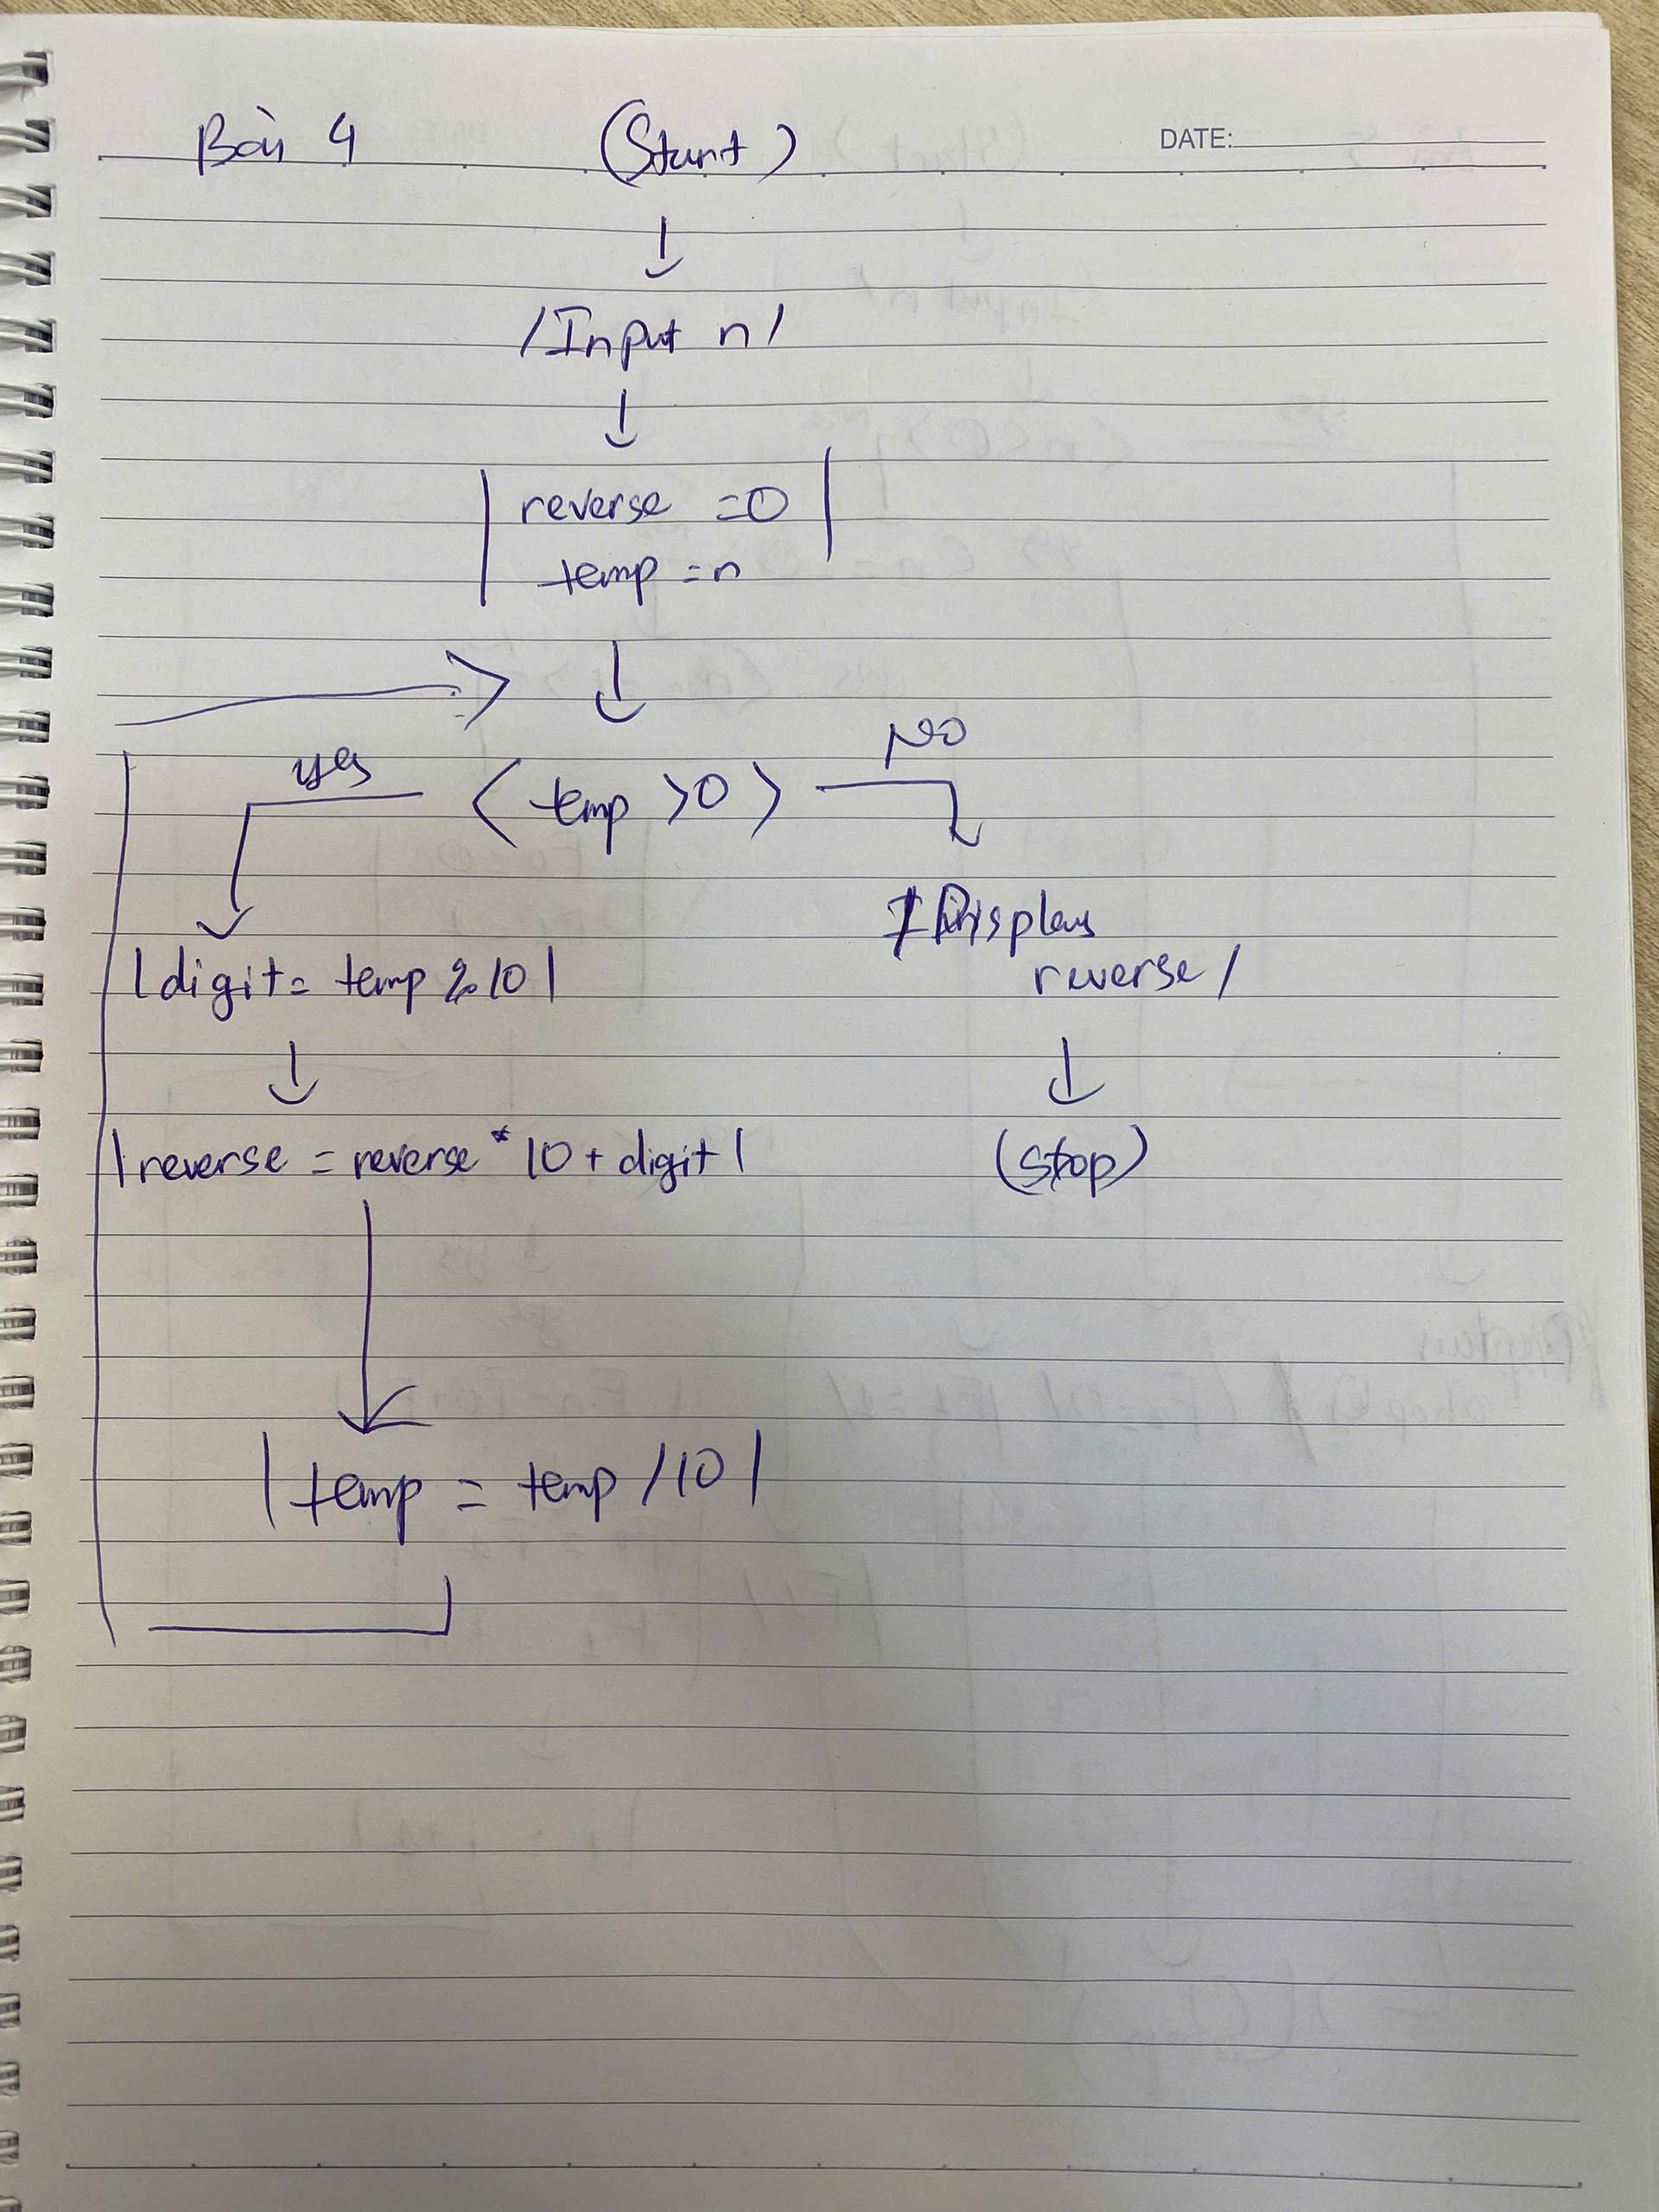 Bài 4 (Start) DATE:
/Input n/
| reverse =0 |
temp =n
yes < temp >0 > No
/Display
reverse /
| digit= temp % 10 |
| reverse = reverse * 10 + digit |
(stop)
| temp = temp /10 |